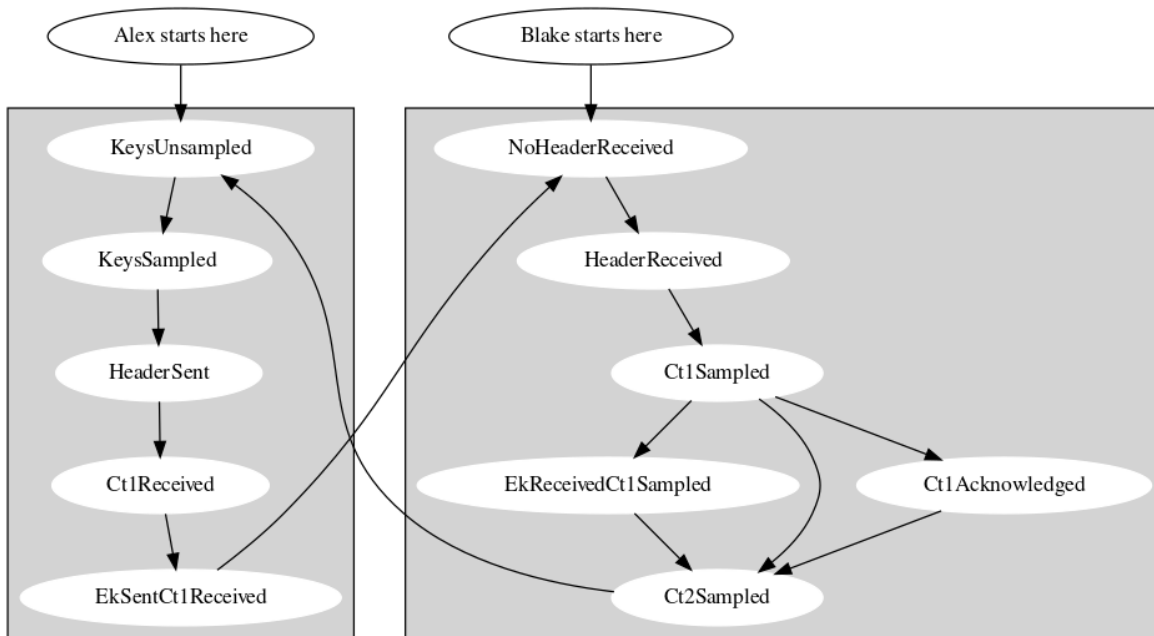 Alex starts here
Blake starts here
KeysUnsampled
NoHeaderReceived
KeysSampled
HeaderReceived
HeaderSent
Ct1Sampled
Ct1Received
EkReceivedCt1Sampled
Ct1Acknowledged
EkSentCt1Received
Ct2Sampled